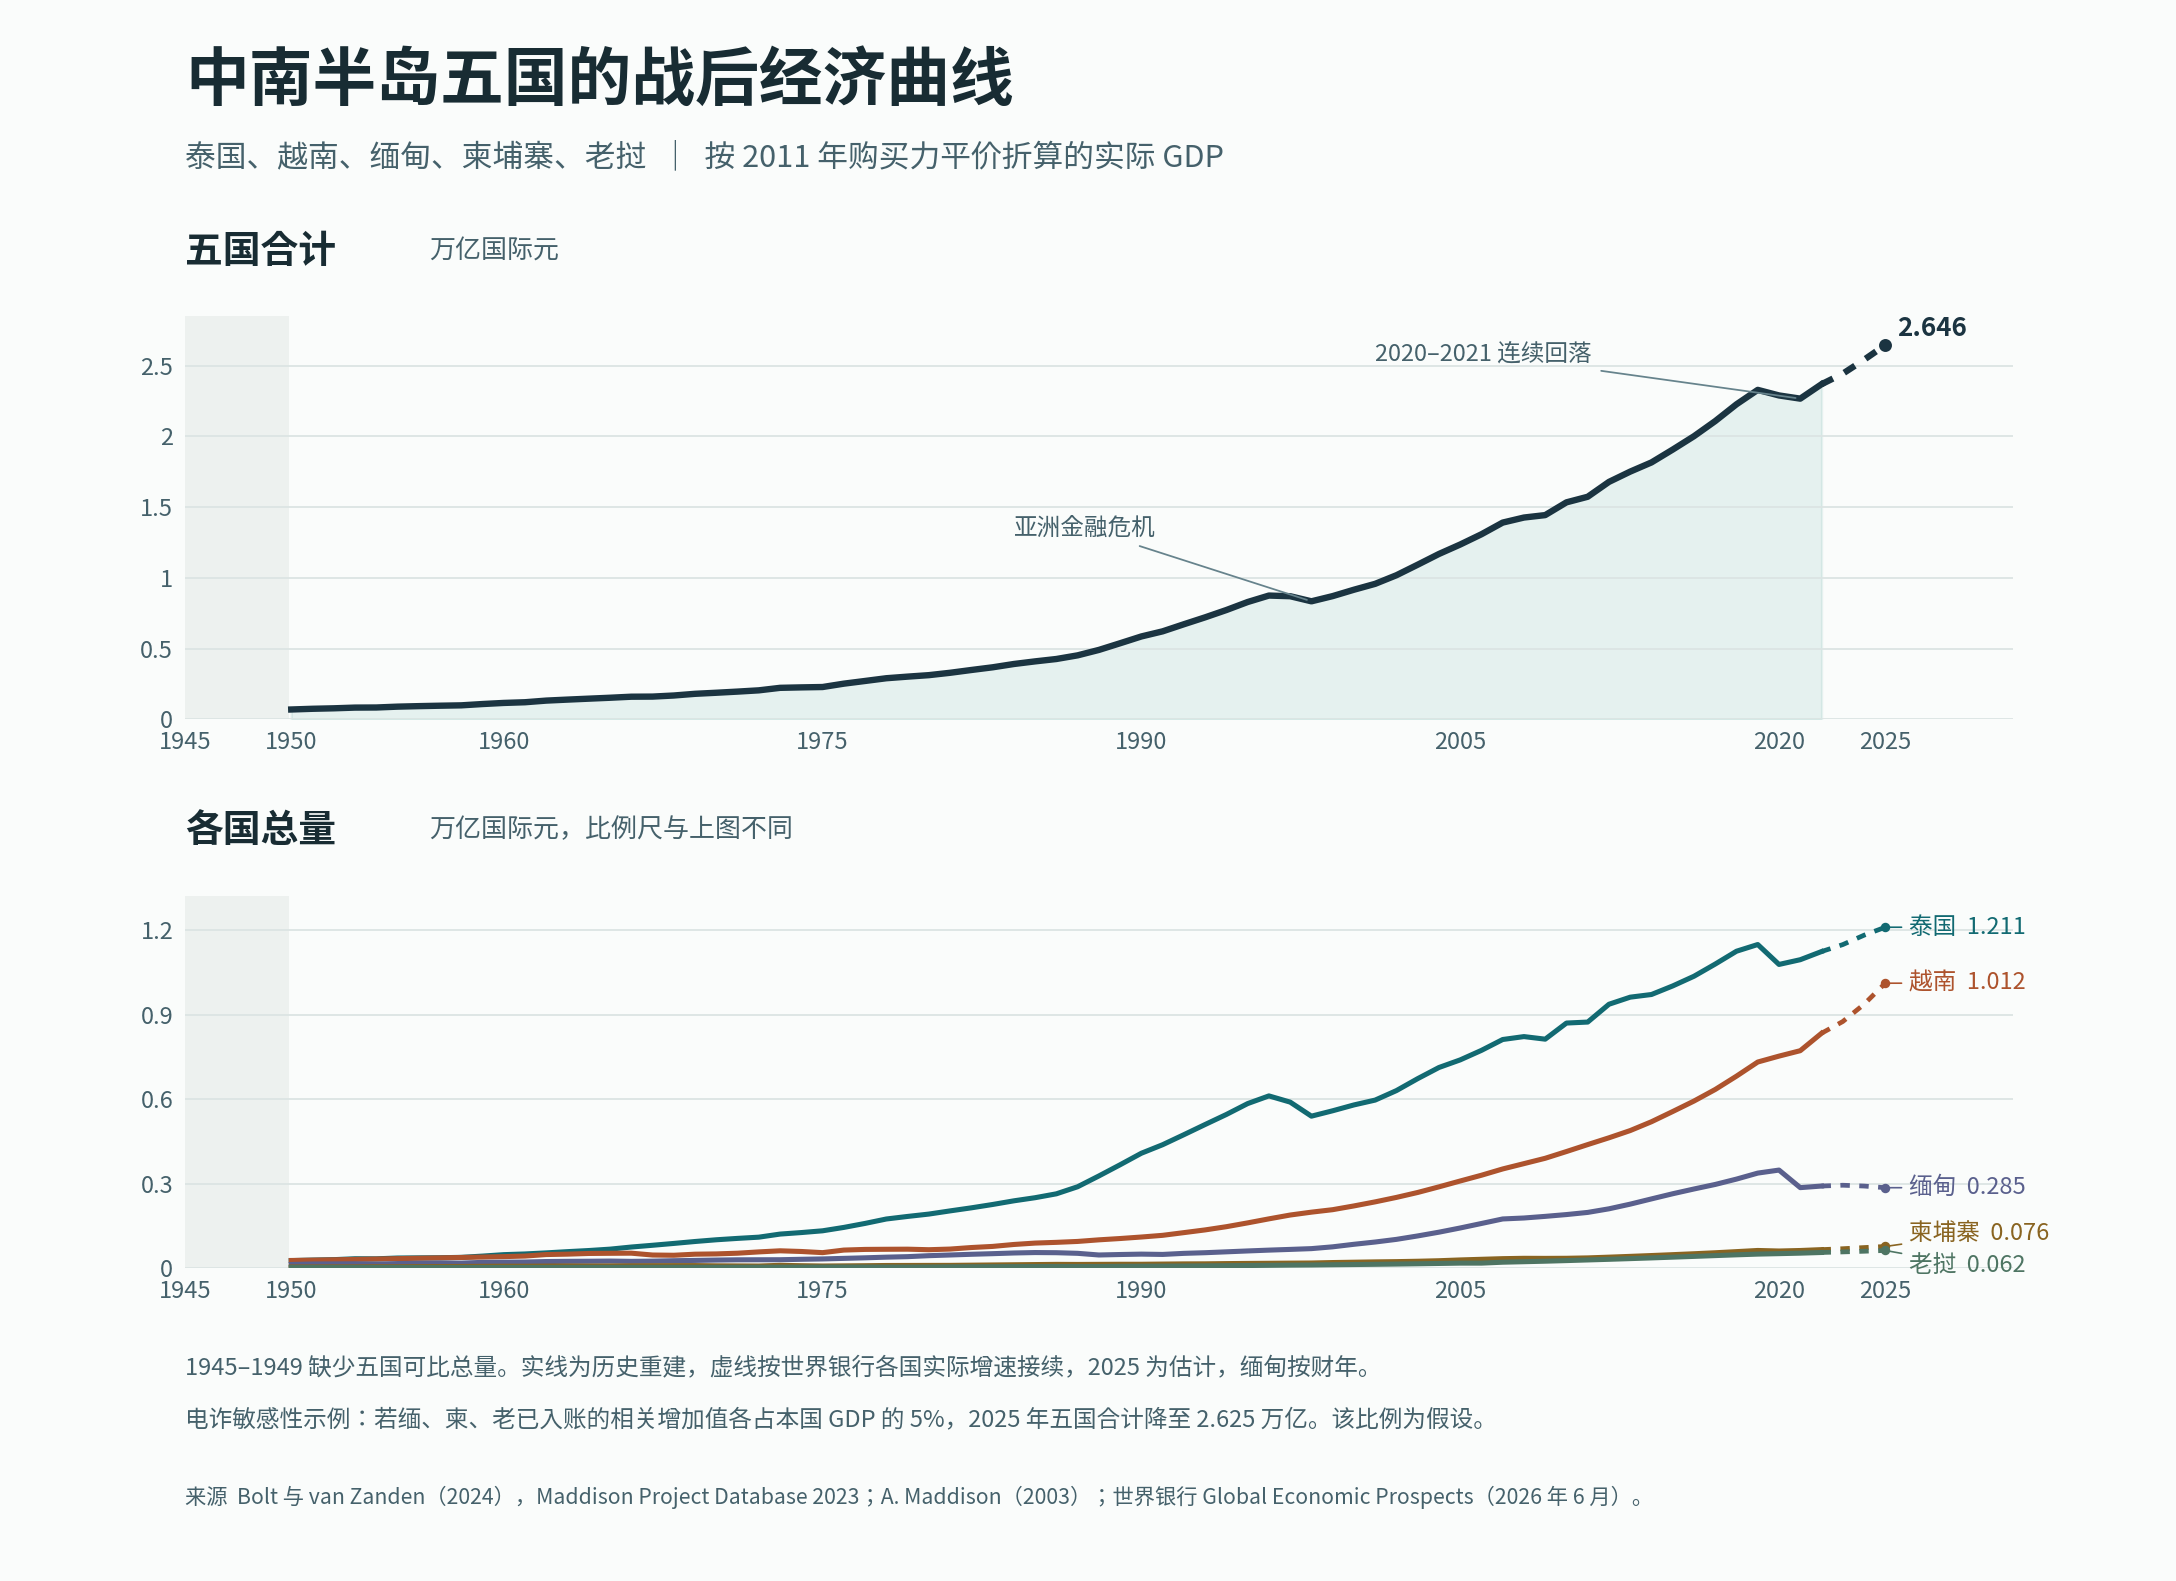 中南半岛五国的战后经济曲线
泰国、越南、缅甸、柬埔寨、老挝 ｜ 按 2011 年购买力平价折算的实际 GDP
五国合计 万亿国际元
2.646
2020–2021 连续回落
2.5
2
1.5
亚洲金融危机
1
0.5
0
1945 1950 1960 1975 1990 2005 2020 2025
各国总量 万亿国际元，比例尺与上图不同
1.2
泰国 1.211
越南 1.012
0.9
0.6
0.3
缅甸 0.285
柬埔寨 0.076
老挝 0.062
0
1945 1950 1960 1975 1990 2005 2020 2025
1945–1949 缺少五国可比总量。实线为历史重建，虚线按世界银行各国实际增速接续，2025 为估计，缅甸按财年。
电诈敏感性示例：若缅、柬、老已入账的相关增加值各占本国 GDP 的 5%，2025 年五国合计降至 2.625 万亿。该比例为假设。
来源 Bolt 与 van Zanden（2024），Maddison Project Database 2023；A. Maddison（2003）；世界银行 Global Economic Prospects（2026 年 6 月）。